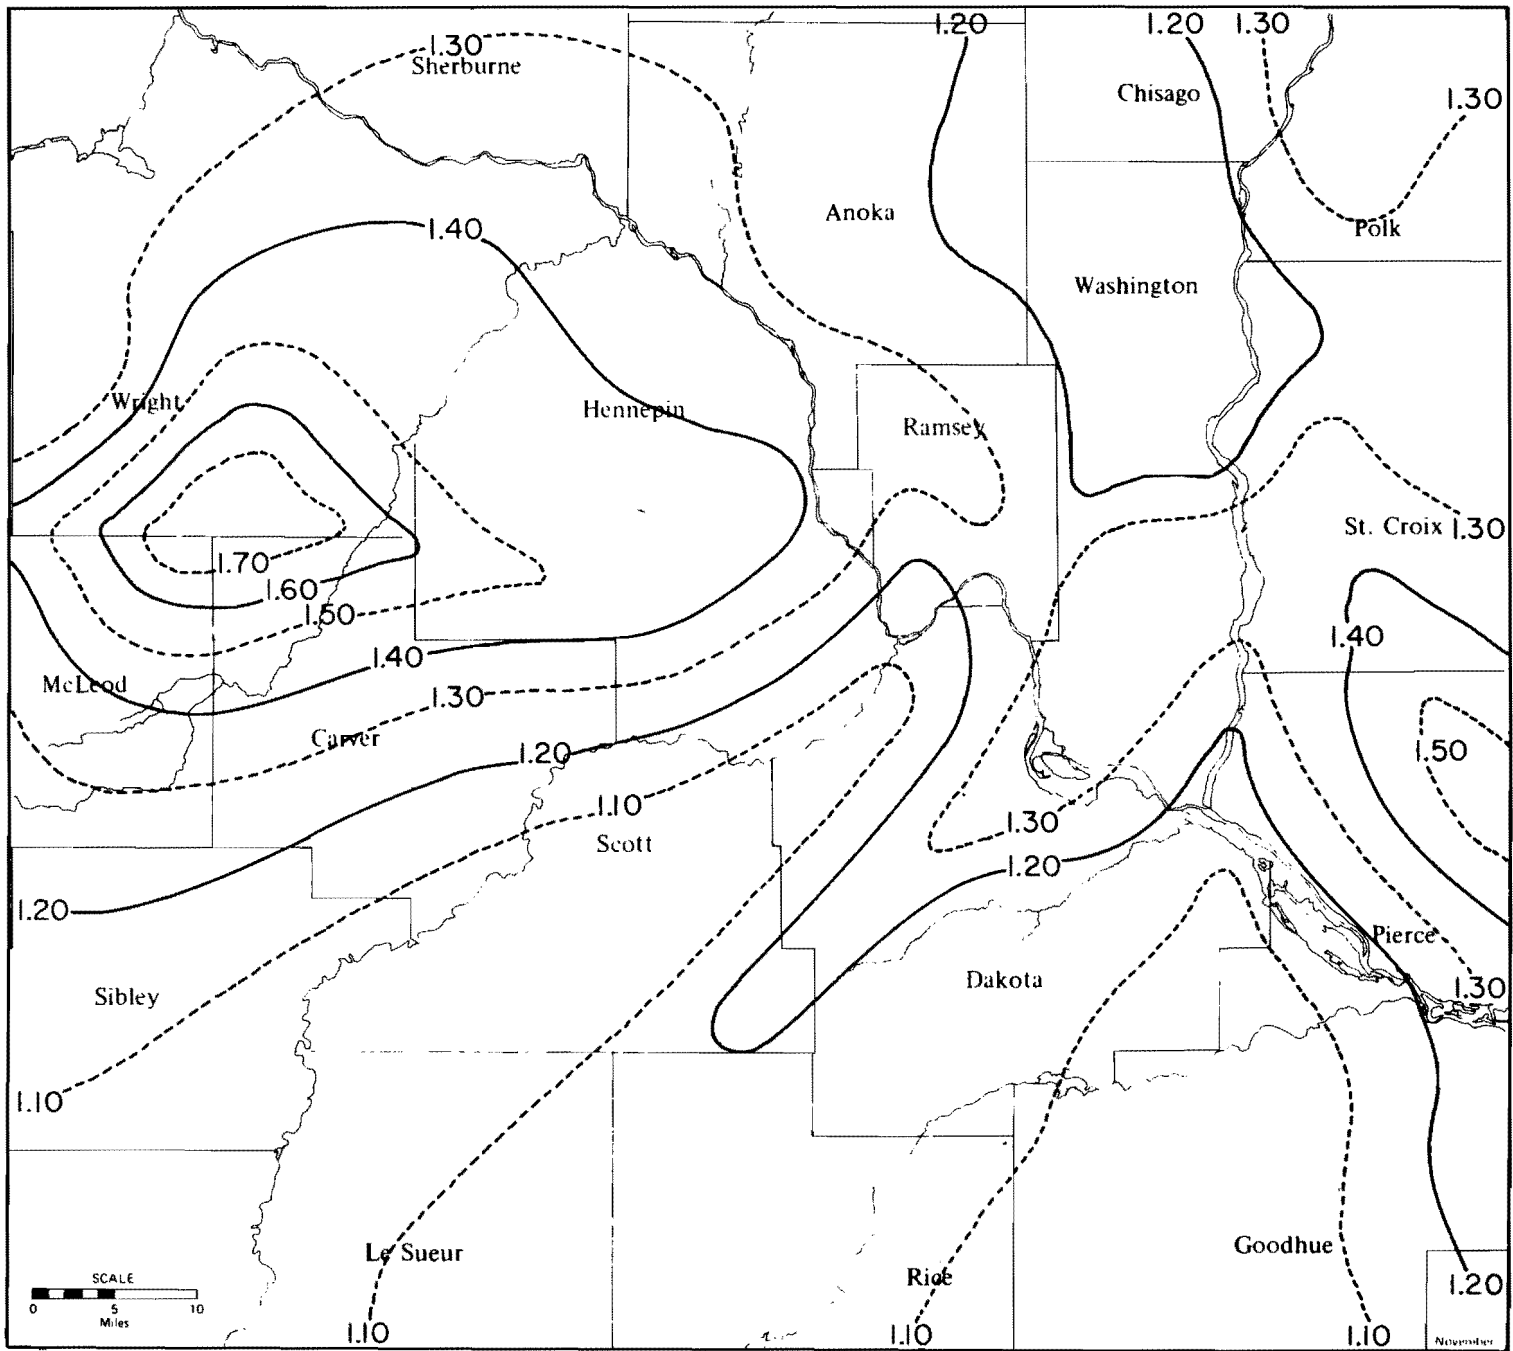 1.20
1.20
1.30
1.30
Sherburne
Chisago
1.30
Anoka
1.40
Polk
Washington
Wright
Hennepin
Ramsey
St. Croix
1.30
1.70
1.60
1.50
1.40
1.40
McLeod
1.30
Carver
1.20
1.50
1.10
1.30
Scott
1.20
1.20
Pierce
Dakota
1.30
Sibley
1.10
Le Sueur
Goodhue
Rice
1.20
SCALE
0 5 10
Miles
1.10
1.10
1.10
November